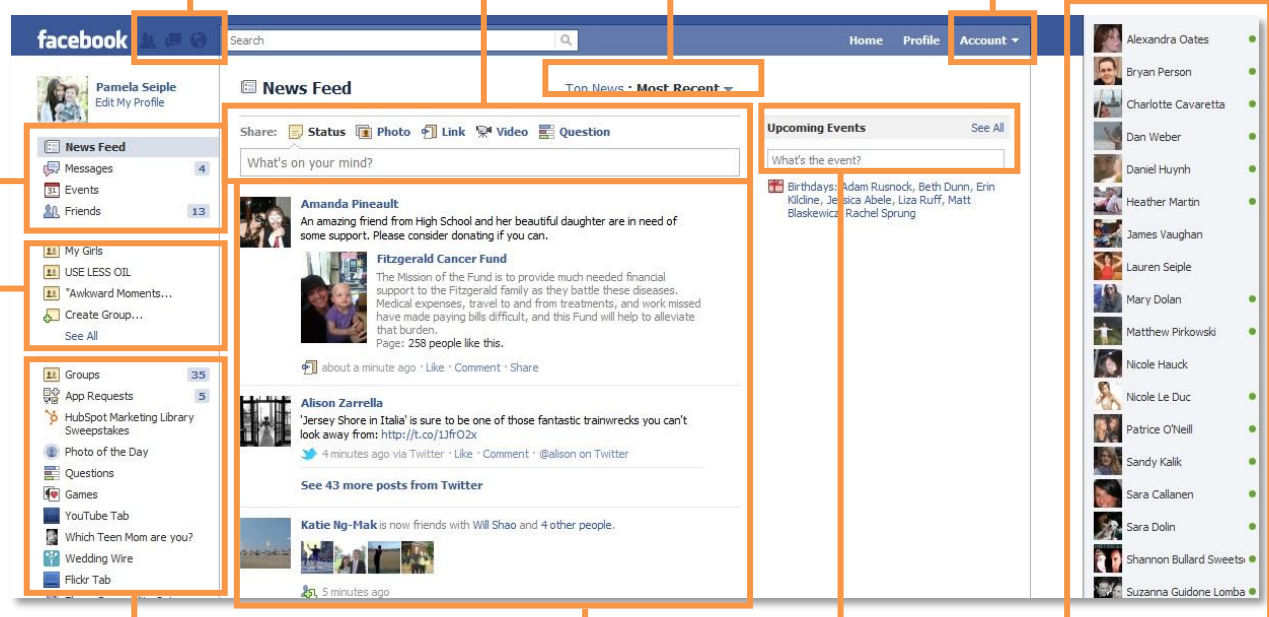 facebook
Search
Home Profile Account
Pamela Seiple
Edit My Profile
News Feed
Messages 4
31 Events
Friends 13
My Girls
USE LESS OIL
"Awkward Moments...
Create Group...
See All
Groups 35
App Requests 5
HubSpot Marketing Library
Sweepstakes
Photo of the Day
Questions
Games
YouTube Tab
Which Teen Mom are you?
Wedding Wire
Flickr Tab
News Feed
Top News · Most Recent
Share: Status Photo Link Video Question
What's on your mind?
Amanda Pineault
An amazing friend from High School and her beautiful daughter are in need of
some support. Please consider donating if you can.
Fitzgerald Cancer Fund
The Mission of the Fund is to provide much needed financial
support to the Fitzgerald family as they battle these diseases.
Medical expenses, travel to and from treatments, and work missed
have made paying bills difficult, and this Fund will help to alleviate
that burden.
Page: 258 people like this.
about a minute ago · Like · Comment · Share
Alison Zarrella
'Jersey Shore in Italia' is sure to be one of those fantastic trainwrecks you can't
look away from: http://t.co/1JfrO2x
4 minutes ago via Twitter · Like · Comment · @alison on Twitter
See 43 more posts from Twitter
Katie Ng-Mak is now friends with Will Shao and 4 other people.
5 minutes ago
Upcoming Events See All
What's the event?
Birthdays: Adam Rusnock, Beth Dunn, Erin
Kildine, Jessica Abele, Liza Ruff, Matt
Blaskewicz, Rachel Sprung
Alexandra Oates
Bryan Person
Charlotte Cavaretta
Dan Weber
Daniel Huynh
Heather Martin
James Vaughan
Lauren Seiple
Mary Dolan
Matthew Pirkowski
Nicole Hauck
Nicole Le Duc
Patrice O'Neill
Sandy Kalik
Sara Callanen
Sara Dolin
Shannon Bullard Sweets
Suzanna Guidone Lomba